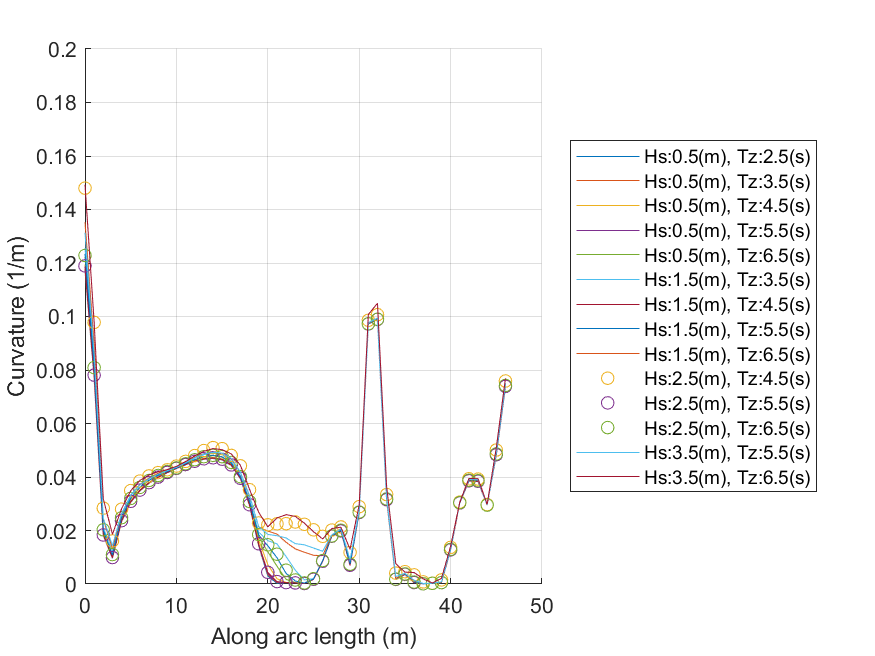 0.2
0.18
0.16
0.14
0.12
0.1
0.08
0.06
0.04
0.02
0
Curvature (1/m)
0
10
20
30
40
50
Along arc length (m)
Hs:0.5(m), Tz:2.5(s)
Hs:0.5(m), Tz:3.5(s)
Hs:0.5(m), Tz:4.5(s)
Hs:0.5(m), Tz:5.5(s)
Hs:0.5(m), Tz:6.5(s)
Hs:1.5(m), Tz:3.5(s)
Hs:1.5(m), Tz:4.5(s)
Hs:1.5(m), Tz:5.5(s)
Hs:1.5(m), Tz:6.5(s)
Hs:2.5(m), Tz:4.5(s)
Hs:2.5(m), Tz:5.5(s)
Hs:2.5(m), Tz:6.5(s)
Hs:3.5(m), Tz:5.5(s)
Hs:3.5(m), Tz:6.5(s)